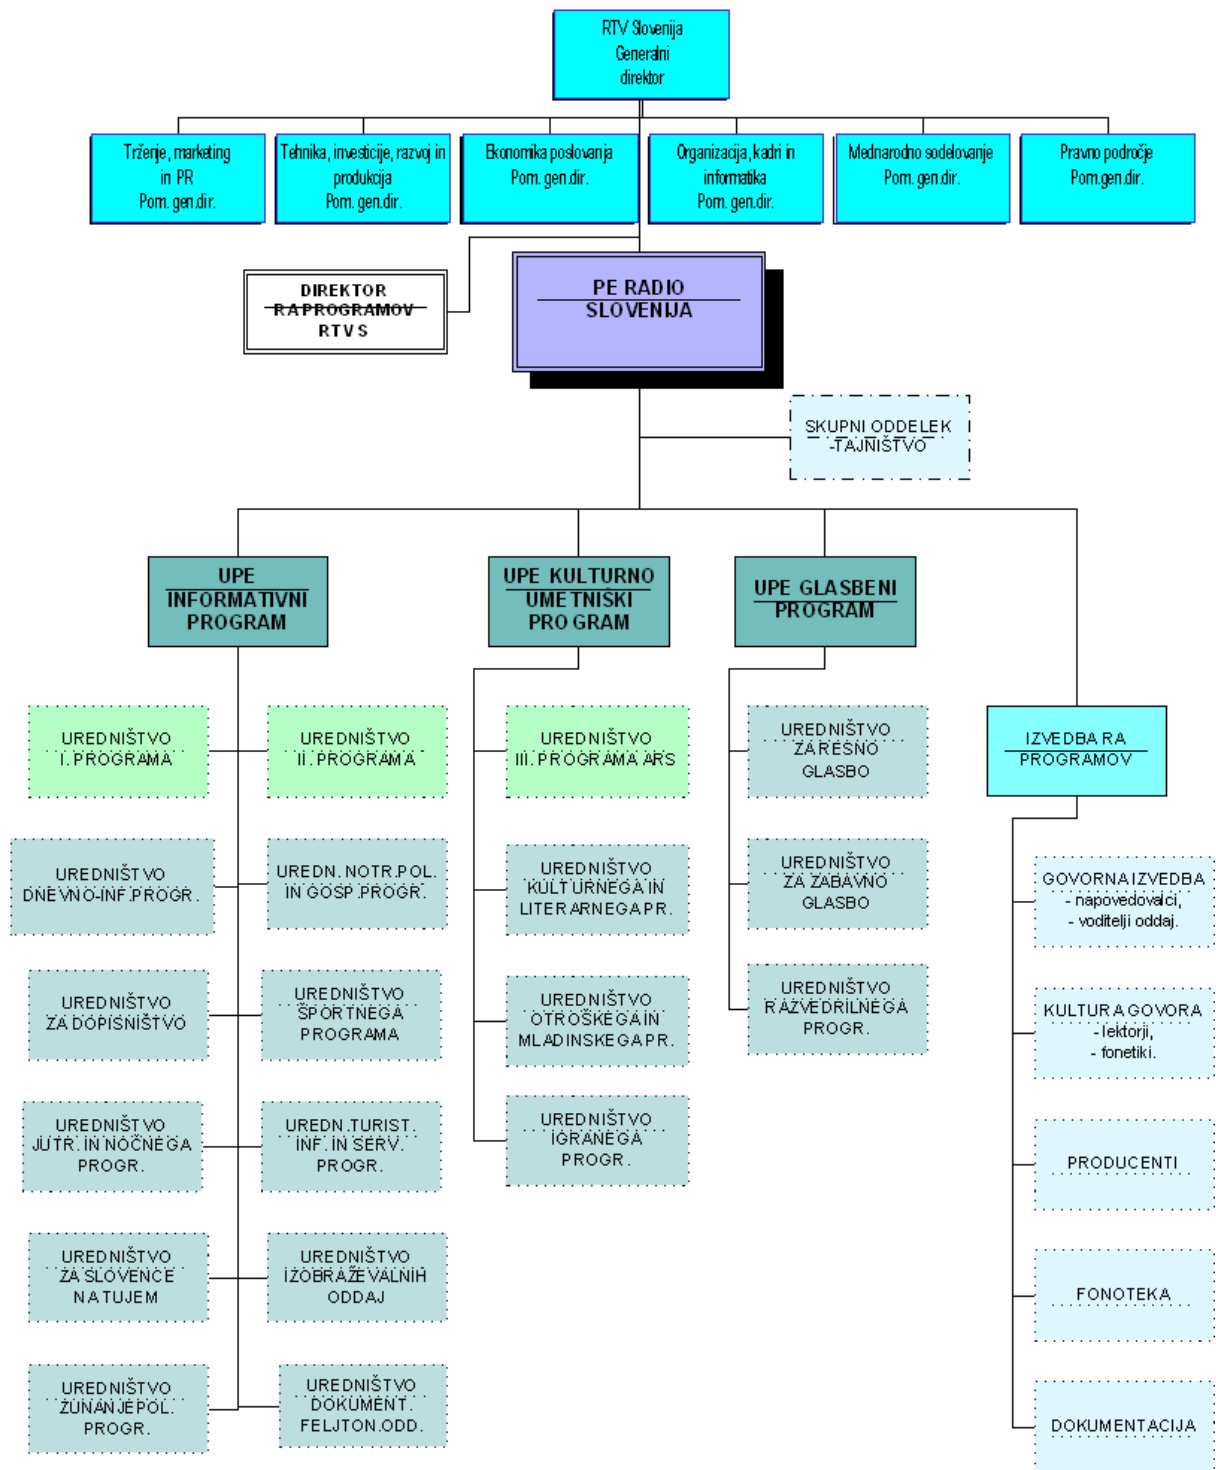 RTV Slovenija
Generalni
direktor
Trženje, marketing
in PR
Pom. gen.dir.
Tehnika, investicije, razvoj in
produkcija
Pom. gen.dir.
Ekonomika poslovanja
Pom. gen.dir.
Organizacija, kadri in
informatika
Pom. gen.dir.
Mednarodno sodelovanje
Pom. gen.dir.
Pravno področje
Pom.gen.dir.
DIREKTOR
RA PROGRAMOV
RTV S
PE RADIO
SLOVENIJA
SKUPNI ODDELEK
-TAJNIŠTVO
UPE
INFORMATIVNI
PROGRAM
UPE KULTURNO
UMETNIŠKI
PROGRAM
UPE GLASBENI
PROGRAM
IZVEDBA RA
PROGRAMOV
UREDNIŠTVO
I. PROGRAMA
UREDNIŠTVO
II. PROGRAMA
UREDNIŠTVO
DNEVNO-INF.PROGR.
UREDN. NOTR.POL.
IN GOSP.PROGR.
UREDNIŠTVO
ZA DOPISNIŠTVO
UREDNIŠTVO
ŠPORTNEGA
PROGRAMA
UREDNIŠTVO
JUTR. IN NOČNEGA
PROGR.
UREDN.TURIST.
INF. IN SERV.
PROGR.
UREDNIŠTVO
ZA SLOVENCE
NA TUJEM
UREDNIŠTVO
IZOBRAŽEVALNIH
ODDAJ
UREDNIŠTVO
ZUNANJEPOL.
PROGR.
UREDNIŠTVO
DOKUMENT.
FELJTON.ODD.
UREDNIŠTVO
III. PROGRAMA ARS
UREDNIŠTVO
KULTURNEGA IN
LITERARNEGA PR.
UREDNIŠTVO
OTROŠKEGA IN
MLADINSKEGA PR.
UREDNIŠTVO
IGRANEGA
PROGR.
UREDNIŠTVO
ZA RESNO
GLASBO
UREDNIŠTVO
ZA ZABAVNO
GLASBO
UREDNIŠTVO
RAZVEDRILNEGA
PROGR.
GOVORNA IZVEDBA
- napovedovalci,
- voditelji oddaj.
KULTURA GOVORA
- lektorji,
- fonetiki.
PRODUCENTI
FONOTEKA
DOKUMENTACIJA